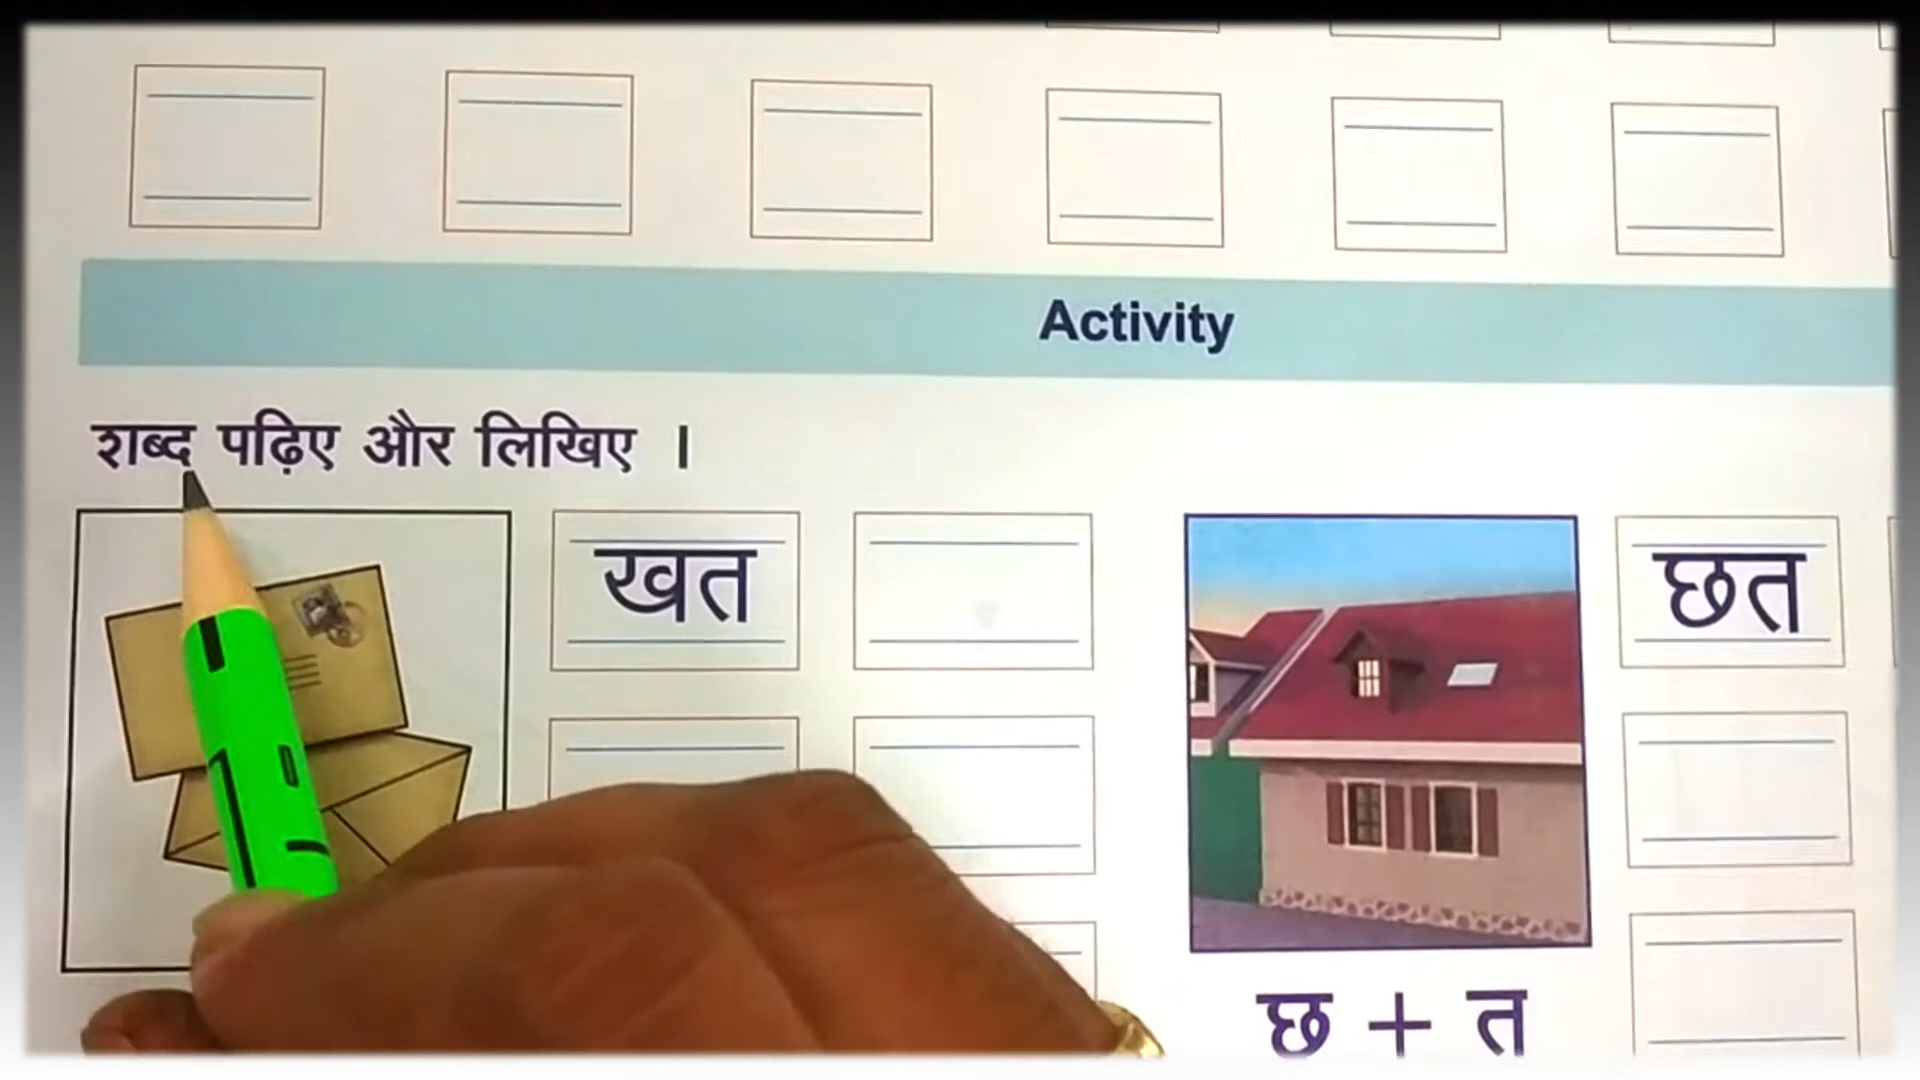 Activity
शब्द पढ़िए और लिखिए ।
खत
छत
छ + त